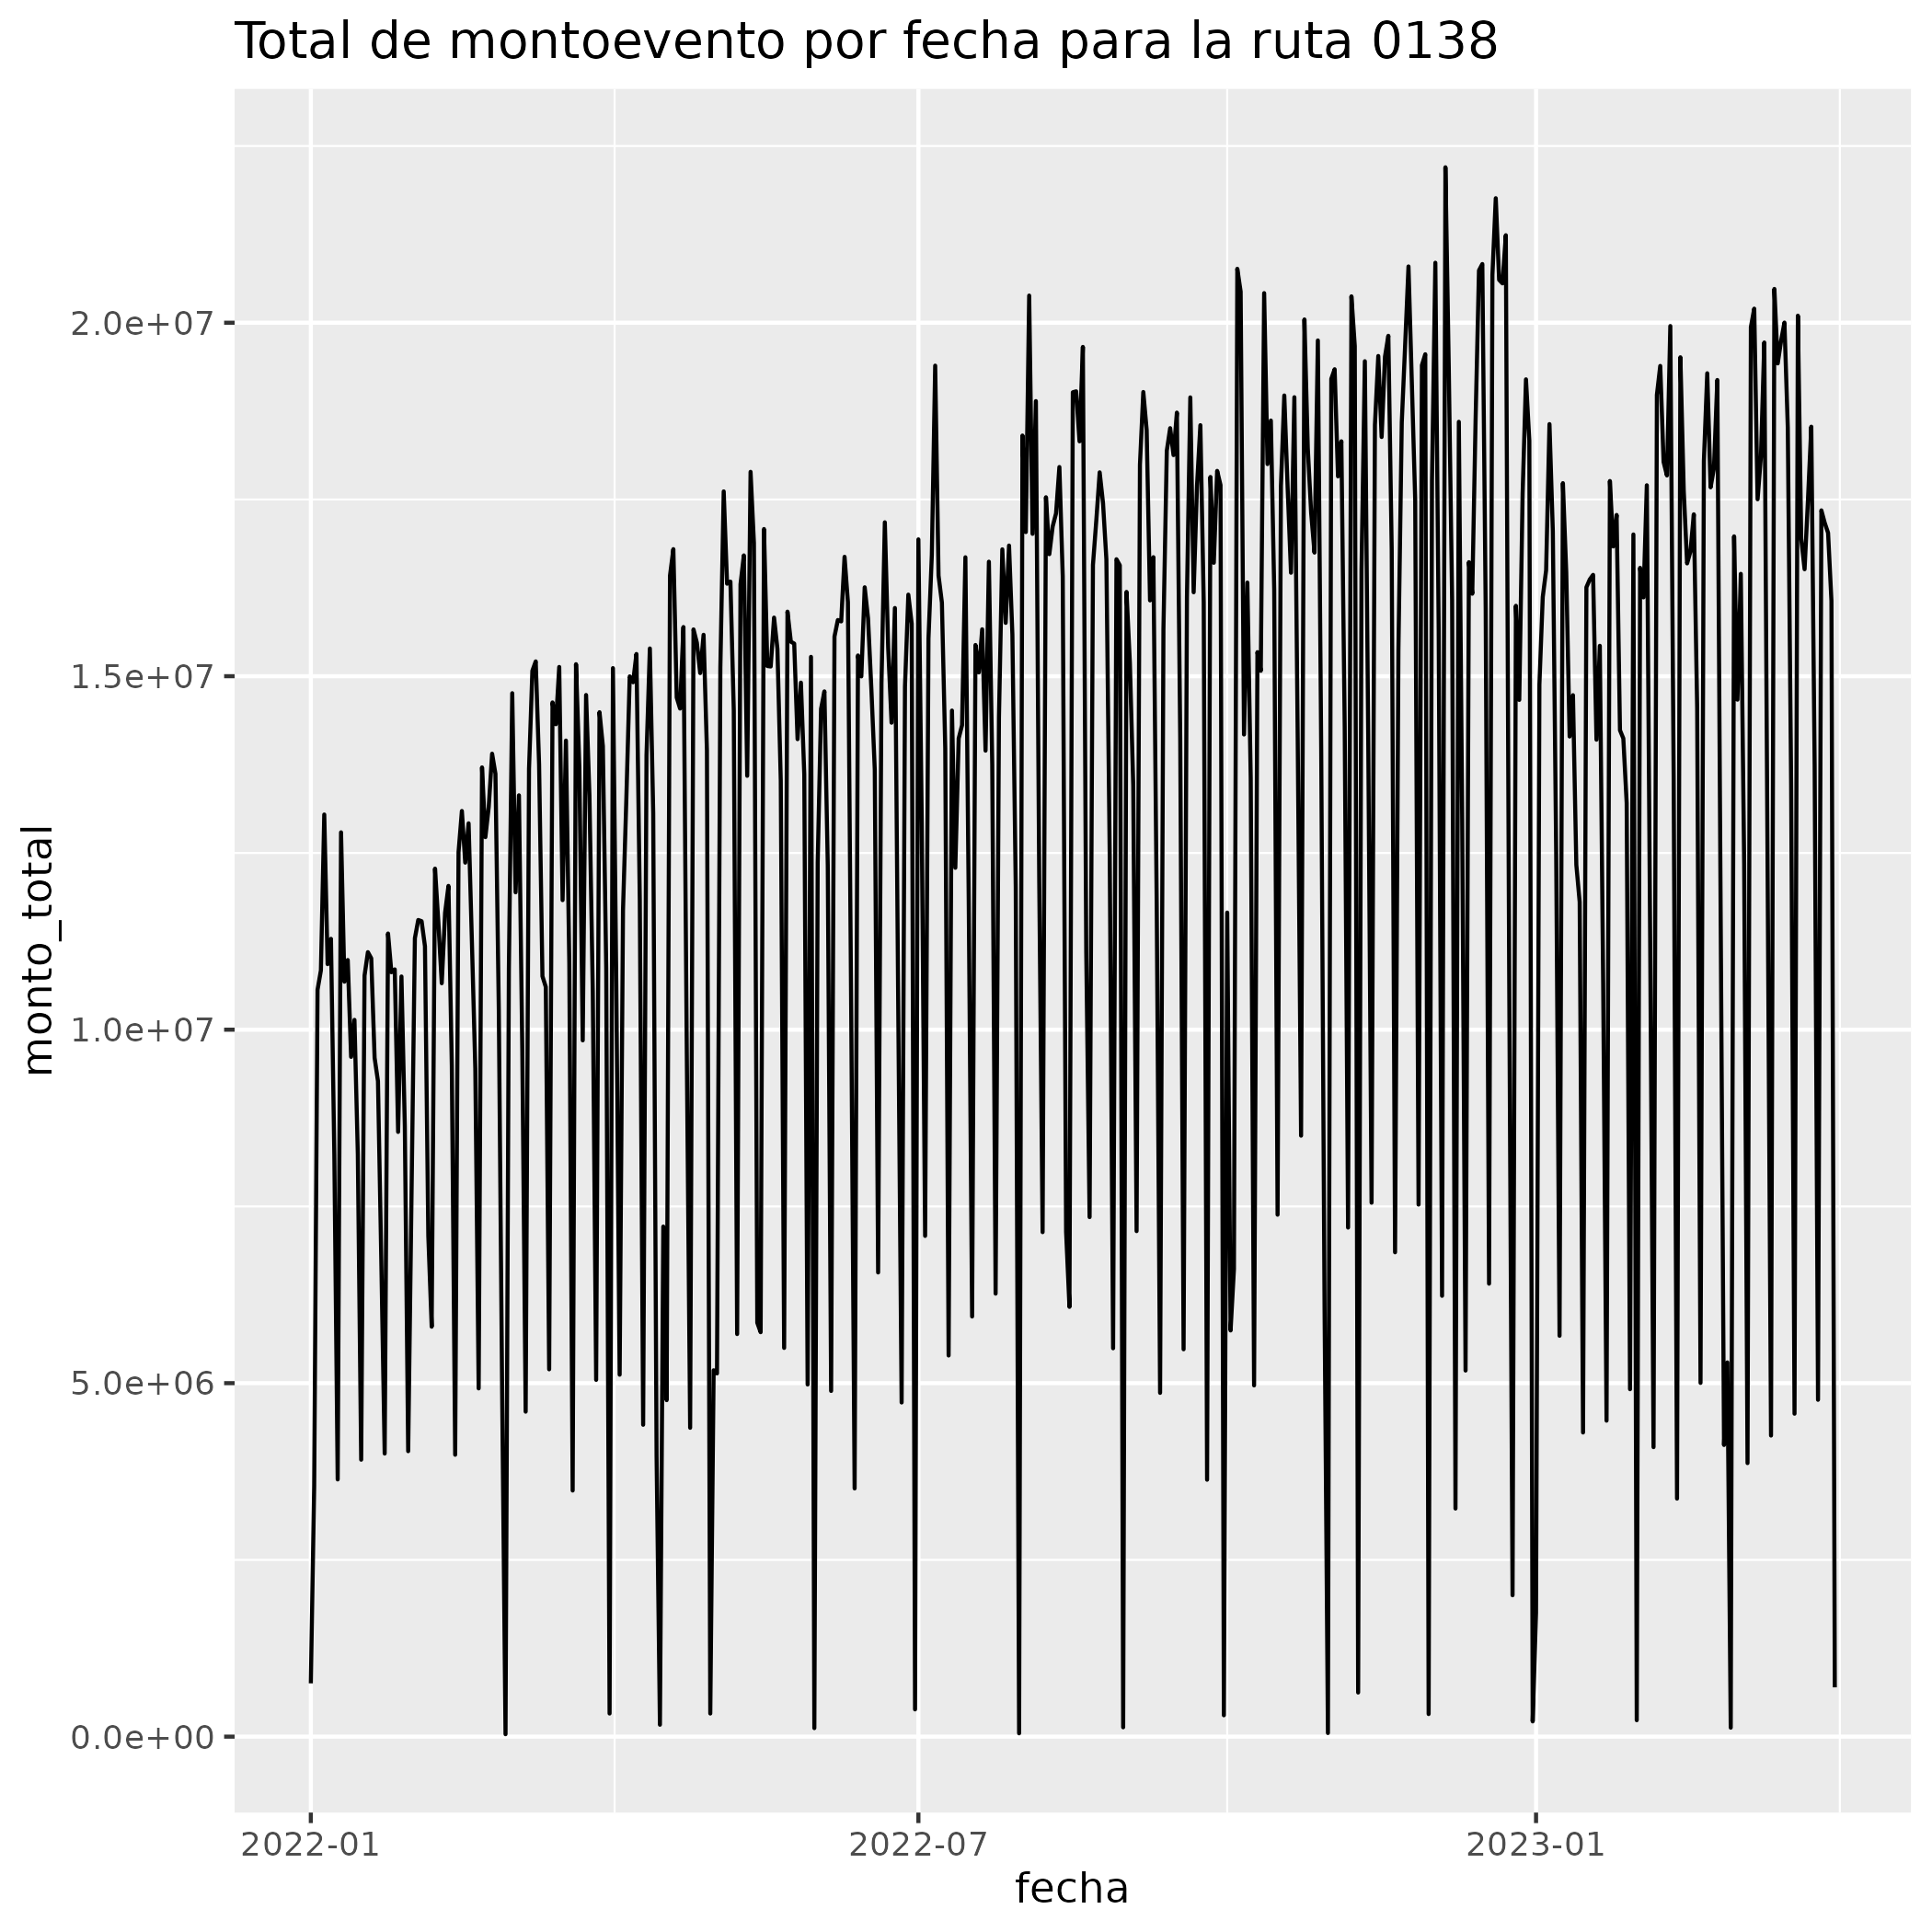 Total de montoevento por fecha para la ruta 0138
monto_total
2.0e+07
1.5e+07
1.0e+07
5.0e+06
0.0e+00
2022-01
2022-07
2023-01
fecha